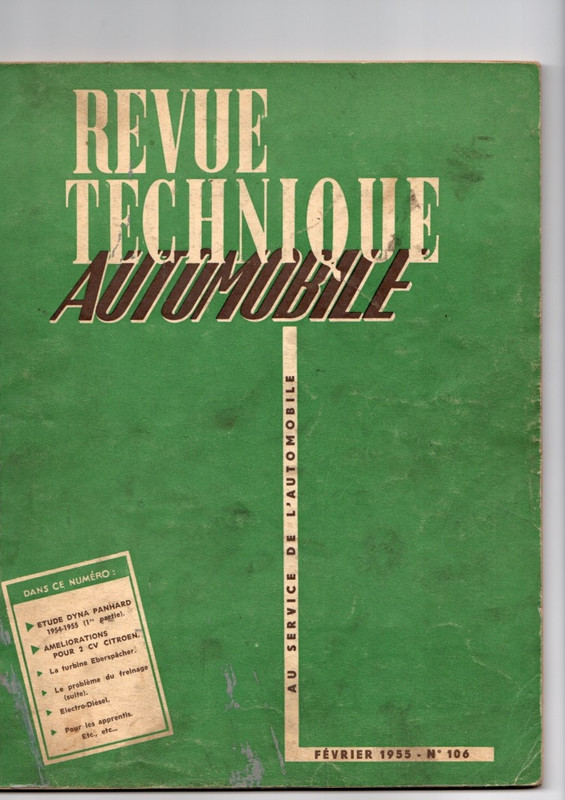 REVUE
TECHNIQUE
AUTOMOBILE
AU SERVICE DE L'AUTOMOBILE
DANS CE NUMÉRO :
ETUDE DYNA PANHARD
1954-1955 (1re partie).
AMELIORATIONS
POUR 2 CV CITROEN.
La turbine Eberspächer.
Le problème du freinage
(suite).
Electro-Diesel.
Pour les apprentis.
Etc., etc...
FÉVRIER 1955 - N° 106